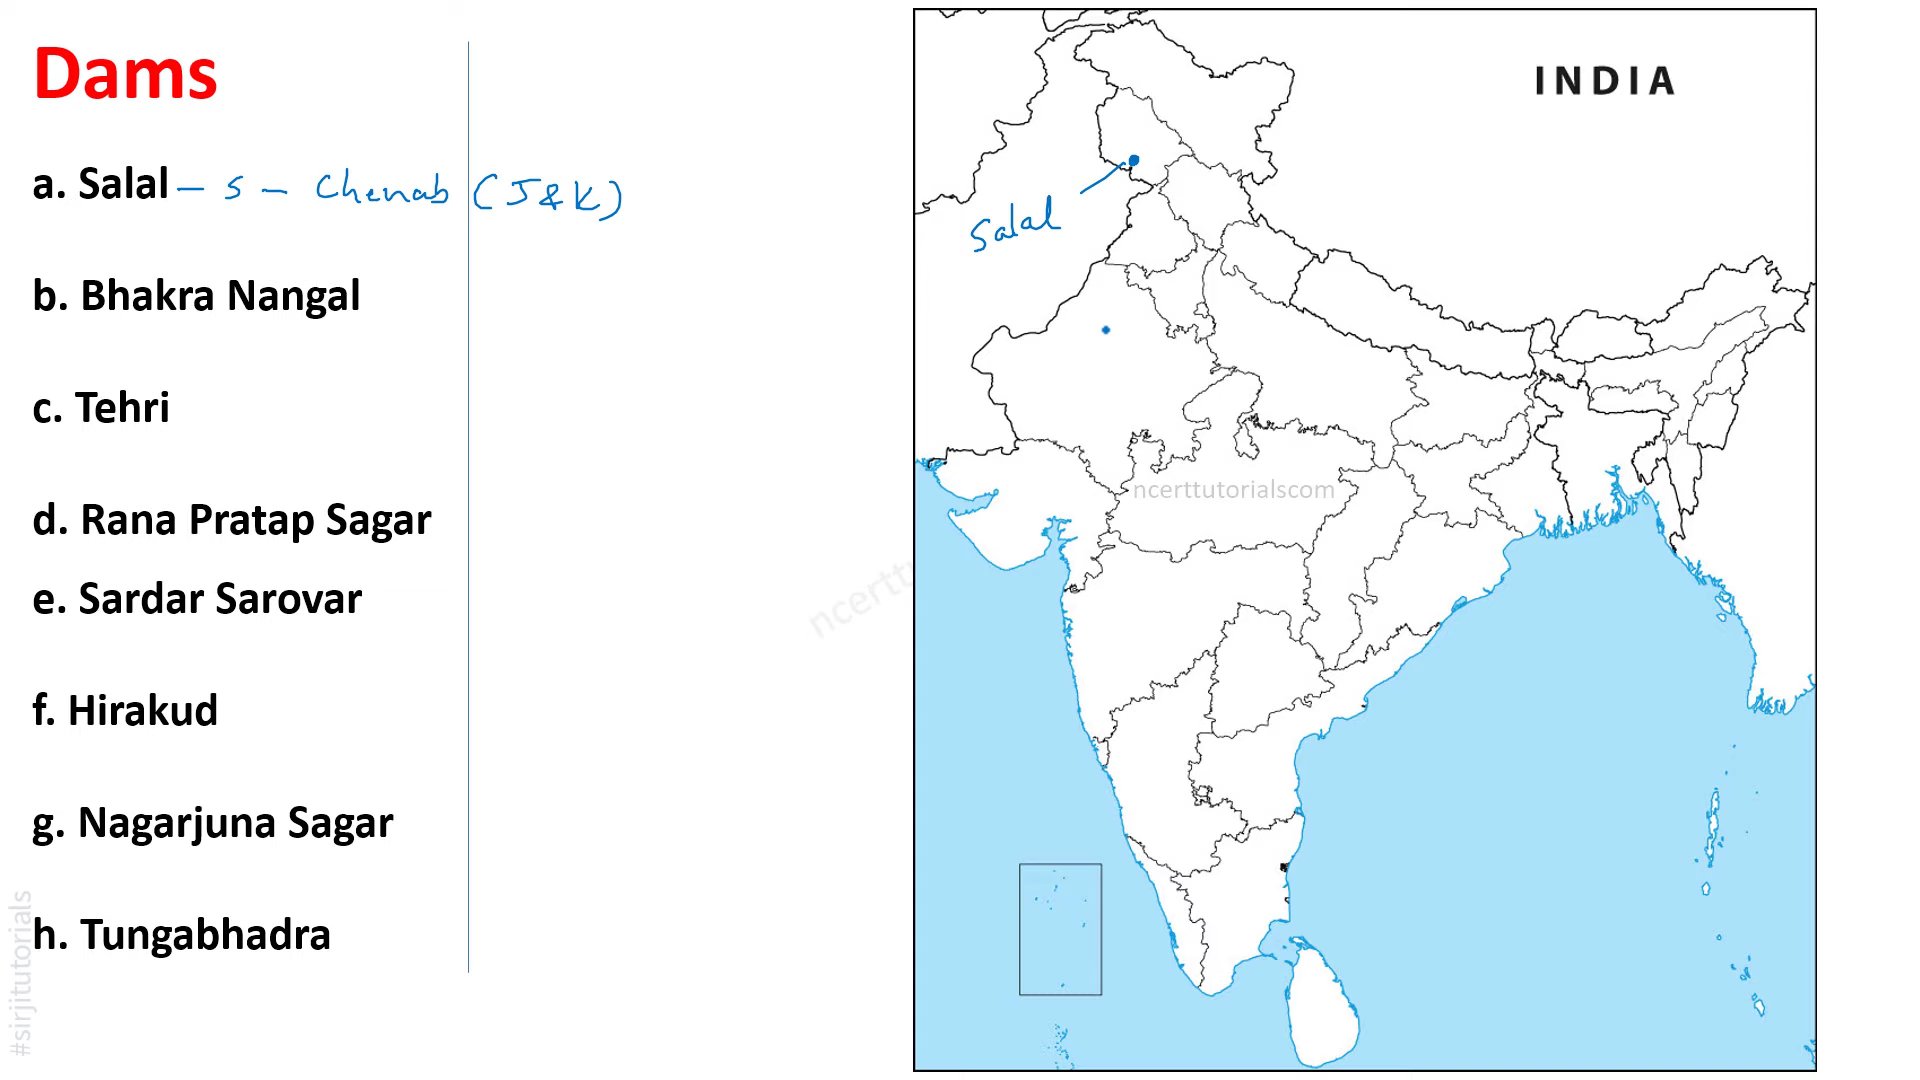 Dams
a. Salal – S – Chenab (J&K)
b. Bhakra Nangal
c. Tehri
d. Rana Pratap Sagar
e. Sardar Sarovar
f. Hirakud
g. Nagarjuna Sagar
h. Tungabhadra
#sirjitutorials
INDIA
Salal
ncerttutorialscom
ncerttu